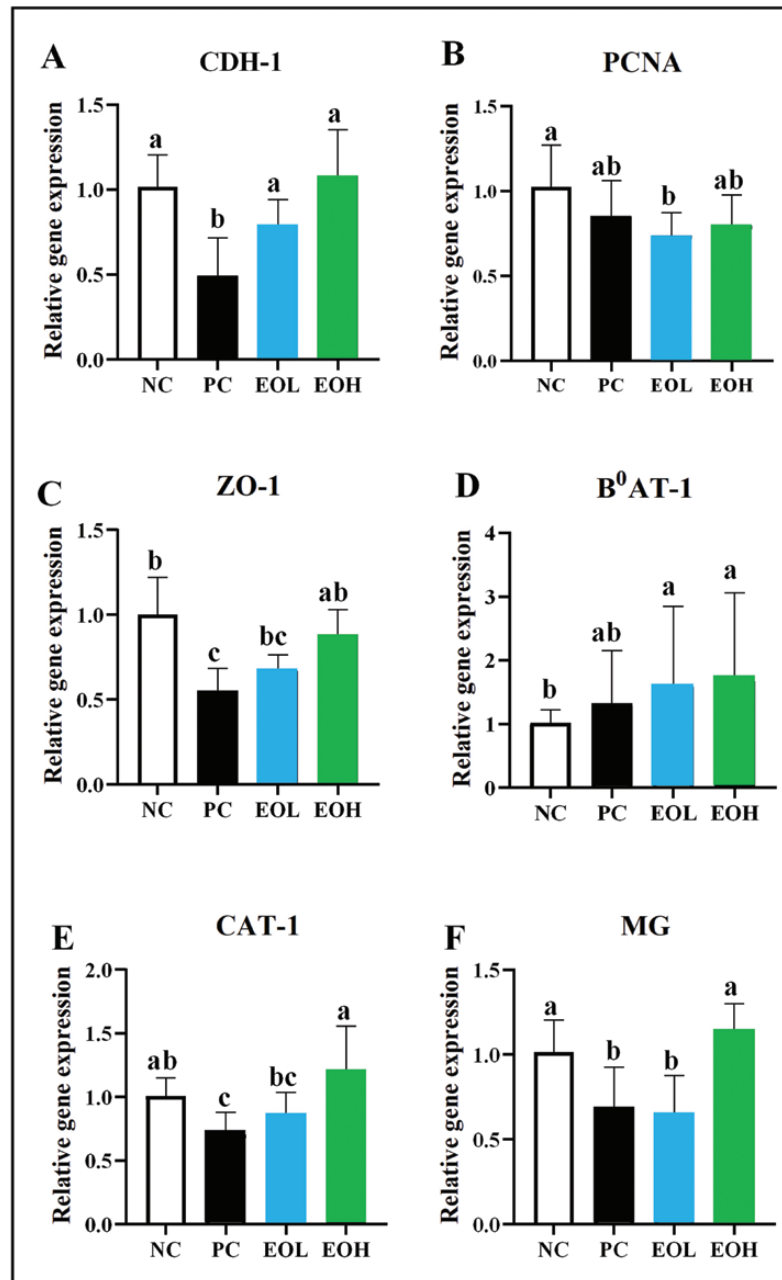 A
CDH-1
Relative gene expression
1.5
1.0
0.5
0.0
a
b
a
a
NC
PC
EOL
EOH
B
PCNA
Relative gene expression
1.5
1.0
0.5
0.0
a
ab
b
ab
NC
PC
EOL
EOH
C
ZO-1
Relative gene expression
1.5
1.0
0.5
0.0
b
c
bc
ab
NC
PC
EOL
EOH
D
B⁰AT-1
Relative gene expression
4
3
2
1
0
b
ab
a
a
NC
PC
EOL
EOH
E
CAT-1
Relative gene expression
2.0
1.5
1.0
0.5
0.0
ab
c
bc
a
NC
PC
EOL
EOH
F
MG
Relative gene expression
1.5
1.0
0.5
0.0
a
b
b
a
NC
PC
EOL
EOH